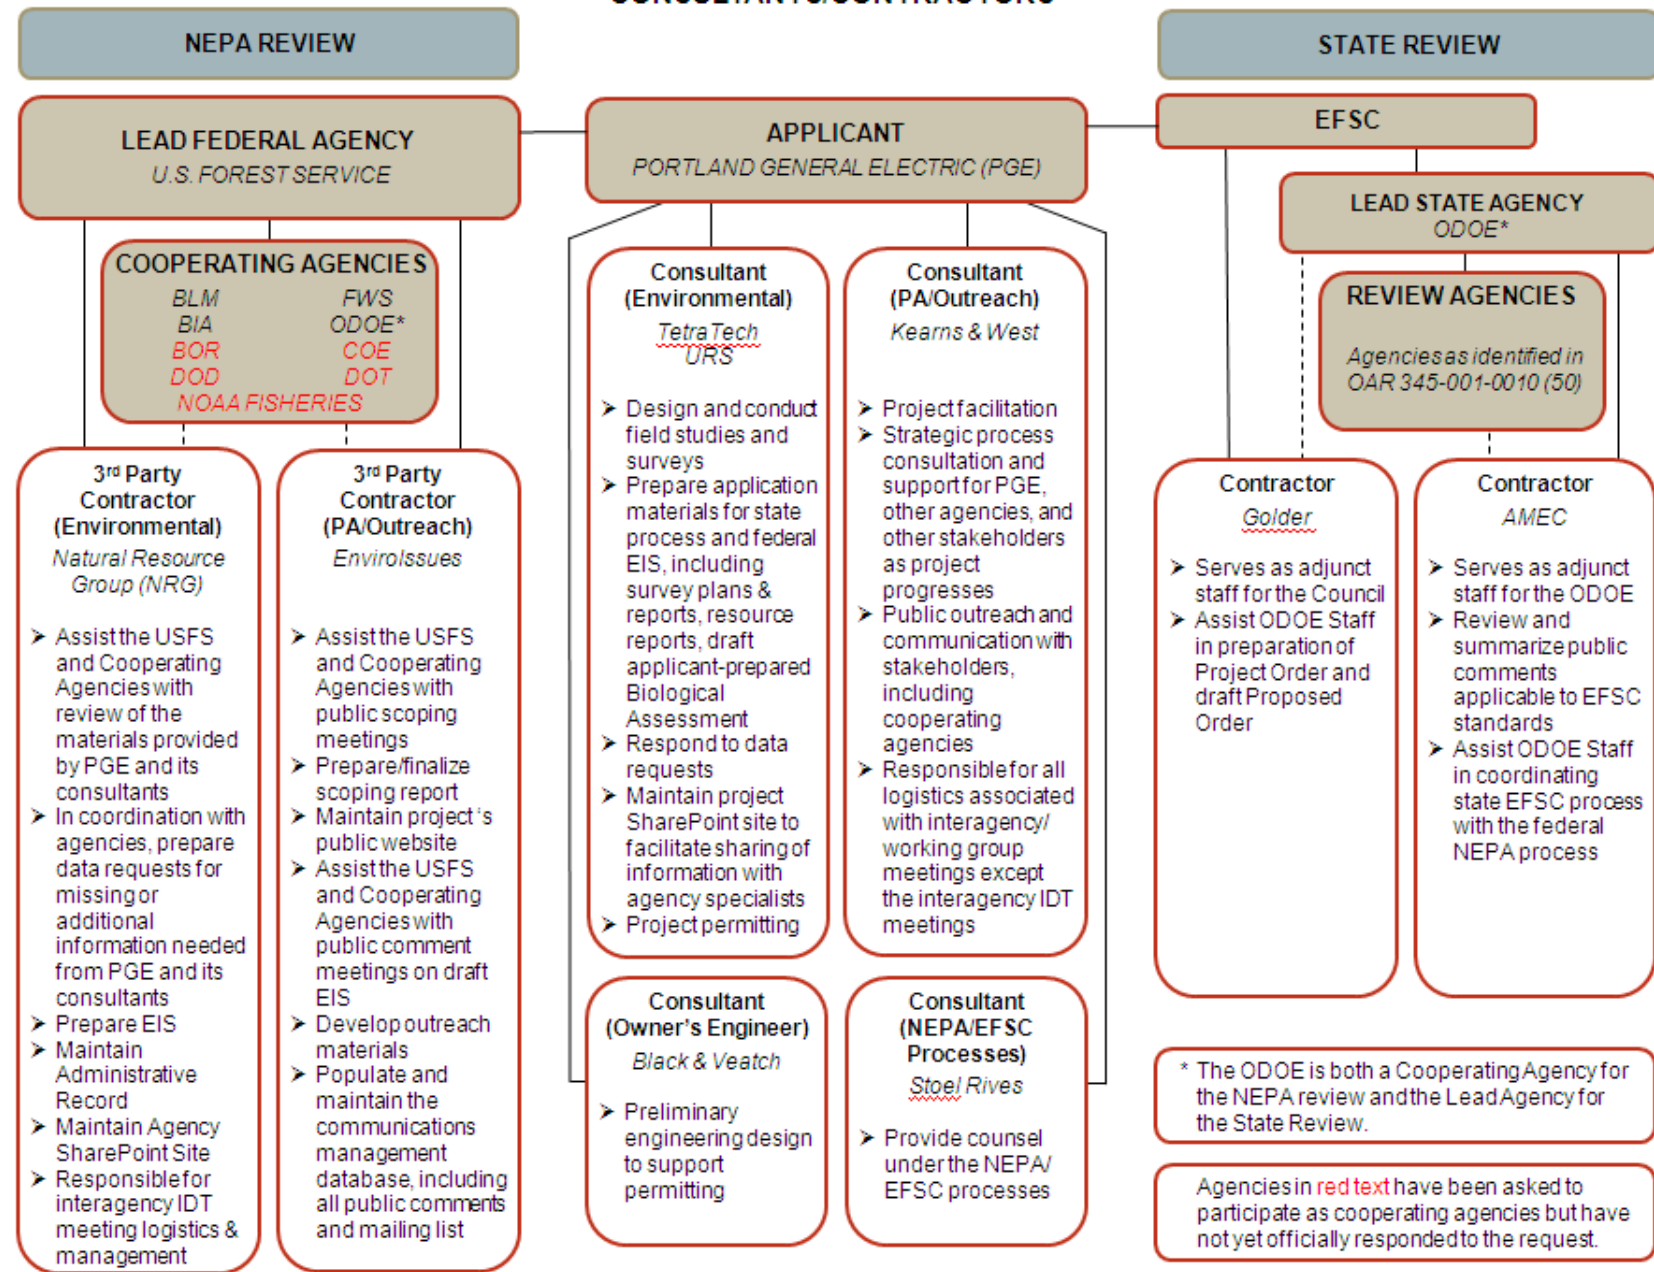 CONSULTANTS/CONTRACTORS
NEPA REVIEW
STATE REVIEW
LEAD FEDERAL AGENCY
U.S. FOREST SERVICE
APPLICANT
PORTLAND GENERAL ELECTRIC (PGE)
EFSC
LEAD STATE AGENCY
ODOE*
COOPERATING AGENCIES
BLM FWS
BIA ODOE*
BOR COE
DOD DOT
NOAA FISHERIES
REVIEW AGENCIES
Agencies as identified in
OAR 345-001-0010 (50)
3rd Party
Contractor
(Environmental)
Natural Resource
Group (NRG)
➢ Assist the USFS
and Cooperating
Agencies with
review of the
materials provided
by PGE and its
consultants
➢ In coordination with
agencies, prepare
data requests for
missing or
additional
information needed
from PGE and its
consultants
➢ Prepare EIS
➢ Maintain
Administrative
Record
➢ Maintain Agency
SharePoint Site
➢ Responsible for
interagency IDT
meeting logistics &
management
3rd Party
Contractor
(PA/Outreach)
EnviroIssues
➢ Assist the USFS
and Cooperating
Agencies with
public scoping
meetings
➢ Prepare/finalize
scoping report
➢ Maintain project's
public website
➢ Assist the USFS
and Cooperating
Agencies with
public comment
meetings on draft
EIS
➢ Develop outreach
materials
➢ Populate and
maintain the
communications
management
database, including
all public comments
and mailing list
Consultant
(Environmental)
TetraTech
URS
➢ Design and conduct
field studies and
surveys
➢ Prepare application
materials for state
process and federal
EIS, including
survey plans &
reports, resource
reports, draft
applicant-prepared
Biological
Assessment
➢ Respond to data
requests
➢ Maintain project
SharePoint site to
facilitate sharing of
information with
agency specialists
➢ Project permitting
Consultant
(PA/Outreach)
Kearns & West
➢ Project facilitation
➢ Strategic process
consultation and
support for PGE,
other agencies, and
other stakeholders
as project
progresses
➢ Public outreach and
communication with
stakeholders,
including
cooperating
agencies
➢ Responsible for all
logistics associated
with interagency/
working group
meetings except
the interagency IDT
meetings
Consultant
(Owner's Engineer)
Black & Veatch
➢ Preliminary
engineering design
to support
permitting
Consultant
(NEPA/EFSC
Processes)
Stoel Rives
➢ Provide counsel
under the NEPA/
EFSC processes
Contractor
Golder
➢ Serves as adjunct
staff for the Council
➢ Assist ODOE Staff
in preparation of
Project Order and
draft Proposed
Order
Contractor
AMEC
➢ Serves as adjunct
staff for the ODOE
➢ Review and
summarize public
comments
applicable to EFSC
standards
➢ Assist ODOE Staff
in coordinating
state EFSC process
with the federal
NEPA process
* The ODOE is both a Cooperating Agency for
the NEPA review and the Lead Agency for
the State Review.
Agencies in red text have been asked to
participate as cooperating agencies but have
not yet officially responded to the request.